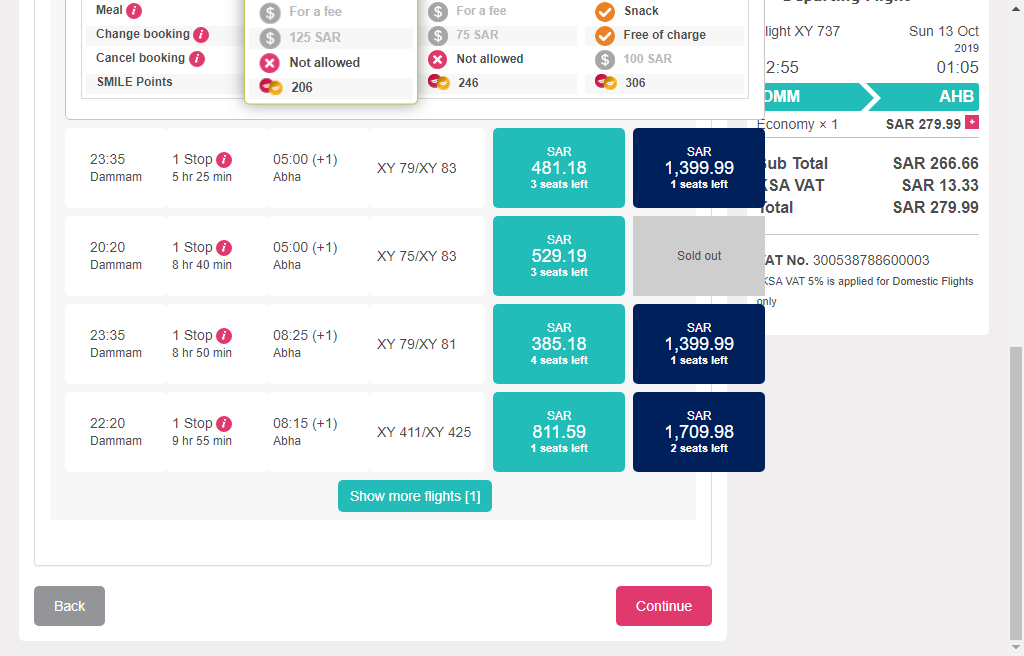 Meal
For a fee
For a fee
Snack
Change booking
125 SAR
75 SAR
Free of charge
Cancel booking
Not allowed
Not allowed
100 SAR
SMILE Points
206
246
306
23:35
Dammam
1 Stop
5 hr 25 min
05:00 (+1)
Abha
XY 79/XY 83
SAR
481.18
3 seats left
SAR
1,399.99
1 seats left
20:20
Dammam
1 Stop
8 hr 40 min
05:00 (+1)
Abha
XY 75/XY 83
SAR
529.19
3 seats left
Sold out
23:35
Dammam
1 Stop
8 hr 50 min
08:25 (+1)
Abha
XY 79/XY 81
SAR
385.18
4 seats left
SAR
1,399.99
1 seats left
22:20
Dammam
1 Stop
9 hr 55 min
08:15 (+1)
Abha
XY 411/XY 425
SAR
811.59
1 seats left
SAR
1,709.98
2 seats left
Show more flights [1]
Back
Continue
light XY 737
Sun 13 Oct
2019
2:55
01:05
DMM
AHB
Economy × 1
SAR 279.99
Sub Total
SAR 266.66
KSA VAT
SAR 13.33
Total
SAR 279.99
VAT No. 300538788600003
KSA VAT 5% is applied for Domestic Flights
only